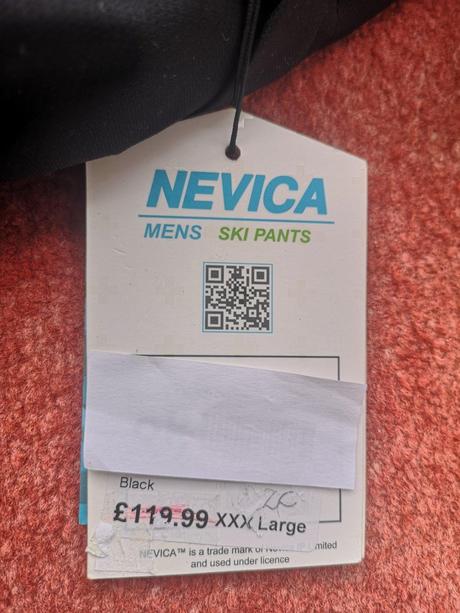 NEVICA
MENS SKI PANTS
Black
£119.99 XXX Large
NEVICA™ is a trade mark of
and used under licence